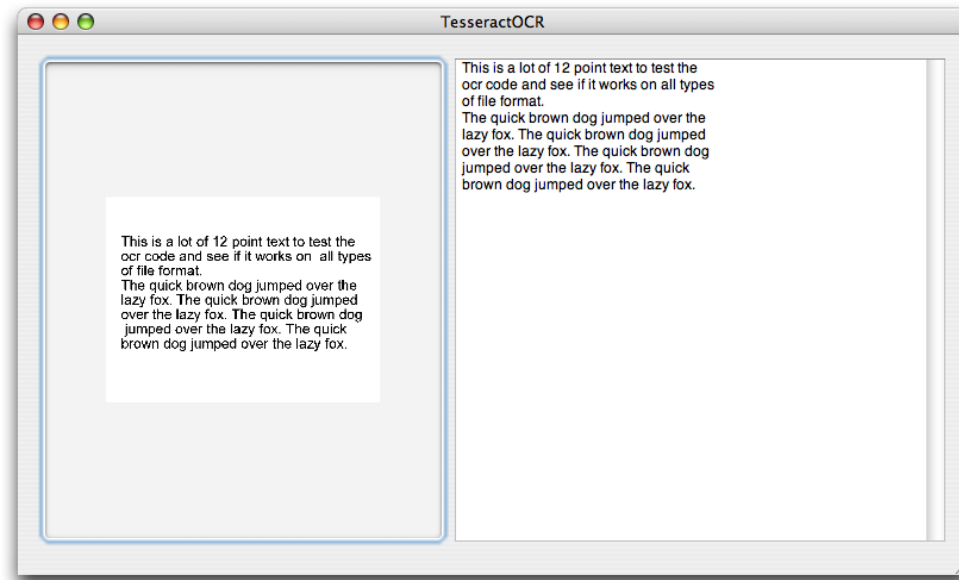 TesseractOCR
This is a lot of 12 point text to test the
ocr code and see if it works on  all types
of file format.
The quick brown dog jumped over the
lazy fox. The quick brown dog jumped
over the lazy fox. The quick brown dog
 jumped over the lazy fox. The quick
brown dog jumped over the lazy fox.
This is a lot of 12 point text to test the
ocr code and see if it works on all types
of file format.
The quick brown dog jumped over the
lazy fox. The quick brown dog jumped
over the lazy fox. The quick brown dog
jumped over the lazy fox. The quick
brown dog jumped over the lazy fox.